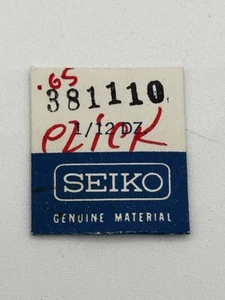 .65
381110
1/12 DZ.
CLICK
SEIKO
GENUINE MATERIAL